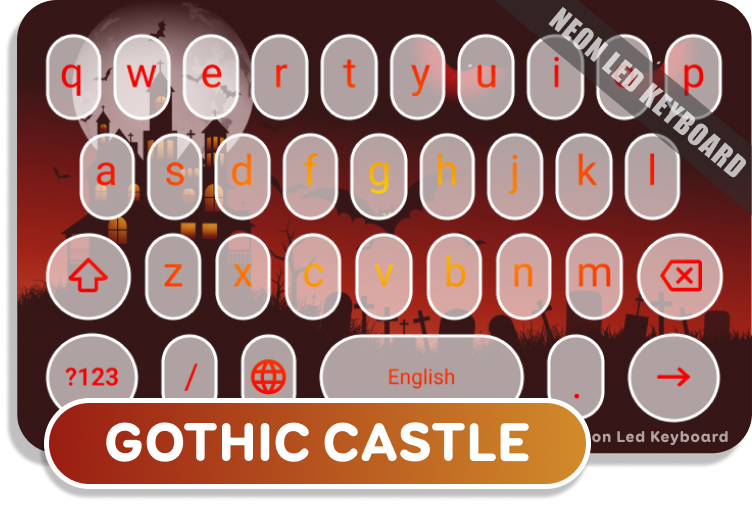 NEON LED KEYBOARD
q w e r t y u i p
a s d f g h j k l
z x c v b n m
?123 / English .
GOTHIC CASTLE
on Led Keyboard